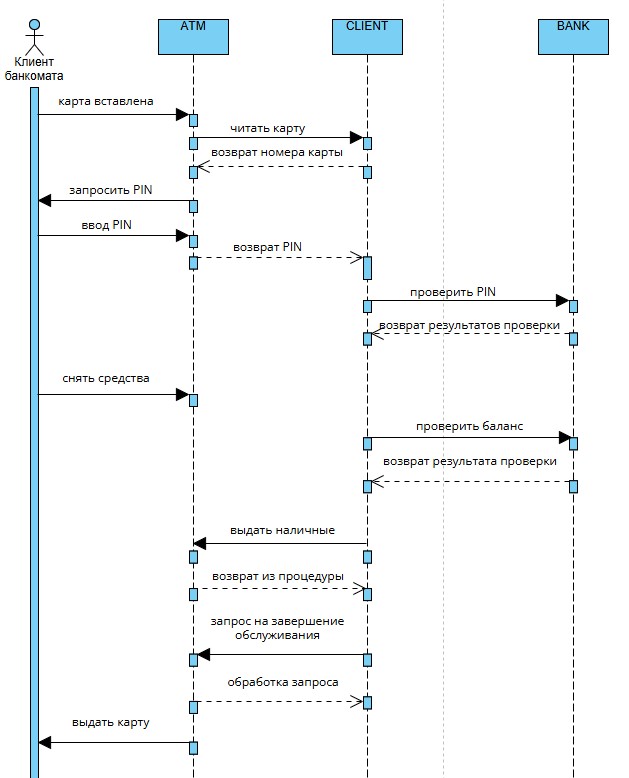 ATM
CLIENT
BANK
Клиент
банкомата
карта вставлена
читать карту
возврат номера карты
запросить PIN
ввод PIN
возврат PIN
проверить PIN
возврат результатов проверки
снять средства
проверить баланс
возврат результата проверки
выдать наличные
возврат из процедуры
запрос на завершение
обслуживания
обработка запроса
выдать карту